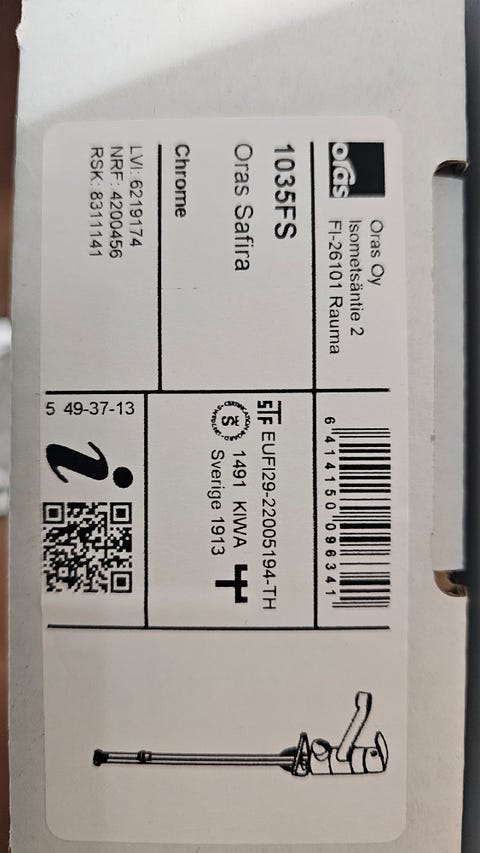 oras
Oras Oy
Isometsäntie 2
FI-26101 Rauma
1035FS
Oras Safira
Chrome
LVI: 6219174
NRF: 4200456
RSK: 8311141
6 414150 096341
STF EUFI29-22005194-TH
1491 KIWA
Sverige 1913
5 49-37-13
i